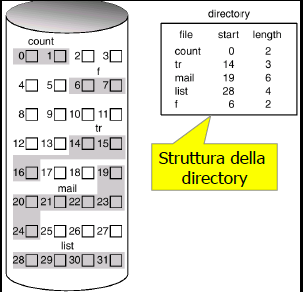 count
0 1 2 3
f
4 5 6 7
8 9 10 11
tr
12 13 14 15
16 17 18 19
mail
20 21 22 23
24 25 26 27
list
28 29 30 31
directory
file start length
count 0 2
tr 14 3
mail 19 6
list 28 4
f 6 2
Struttura della
directory